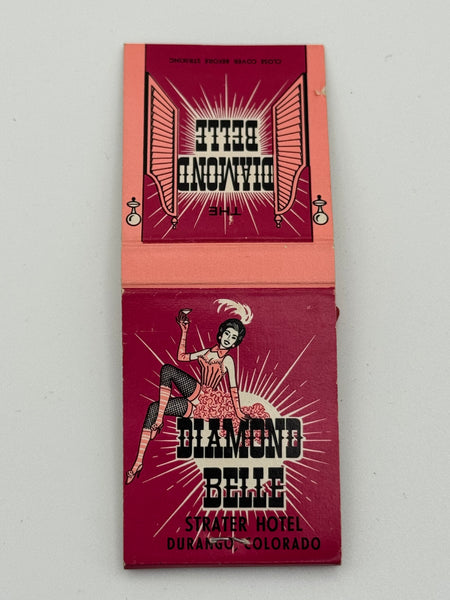 CLOSE COVER BEFORE STRIKING
THE
DIAMOND
BELLE
DIAMOND
BELLE
STRATER HOTEL
DURANGO, COLORADO